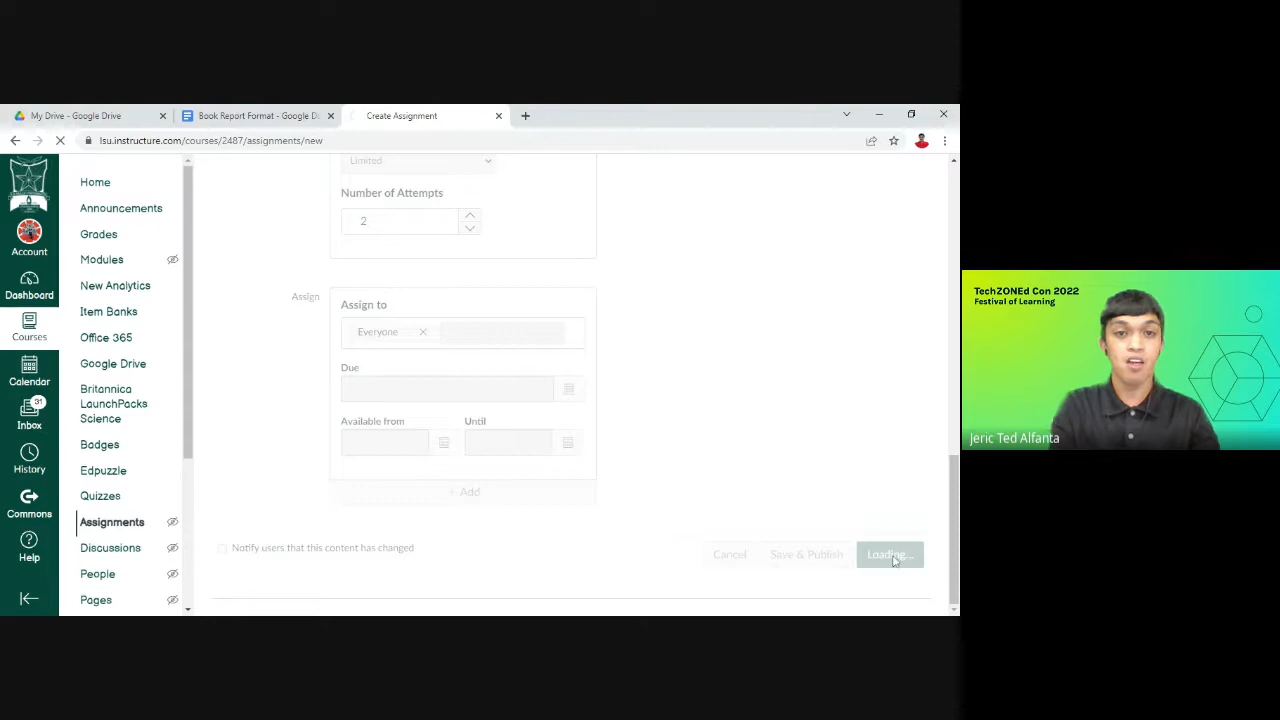 My Drive - Google Drive
Book Report Format - Google D
Create Assignment
lsu.instructure.com/courses/2487/assignments/new
Account
Dashboard
Courses
Calendar
31
Inbox
History
Commons
Help
Home
Announcements
Grades
Modules
New Analytics
Item Banks
Office 365
Google Drive
Britannica
LaunchPacks
Science
Badges
Edpuzzle
Quizzes
Assignments
Discussions
People
Pages
Limited
Number of Attempts
2
Assign
Assign to
Everyone
Due
Available from
Until
+ Add
Notify users that this content has changed
Cancel
Save & Publish
Loading...
TechZONEd Con 2022
Festival of Learning
Jeric Ted Alfanta